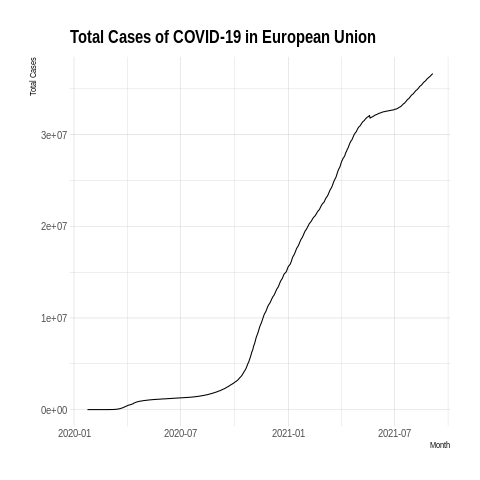 Total Cases of COVID-19 in European Union
Total Cases
3e+07
2e+07
1e+07
0e+00
2020-01 2020-07 2021-01 2021-07
Month